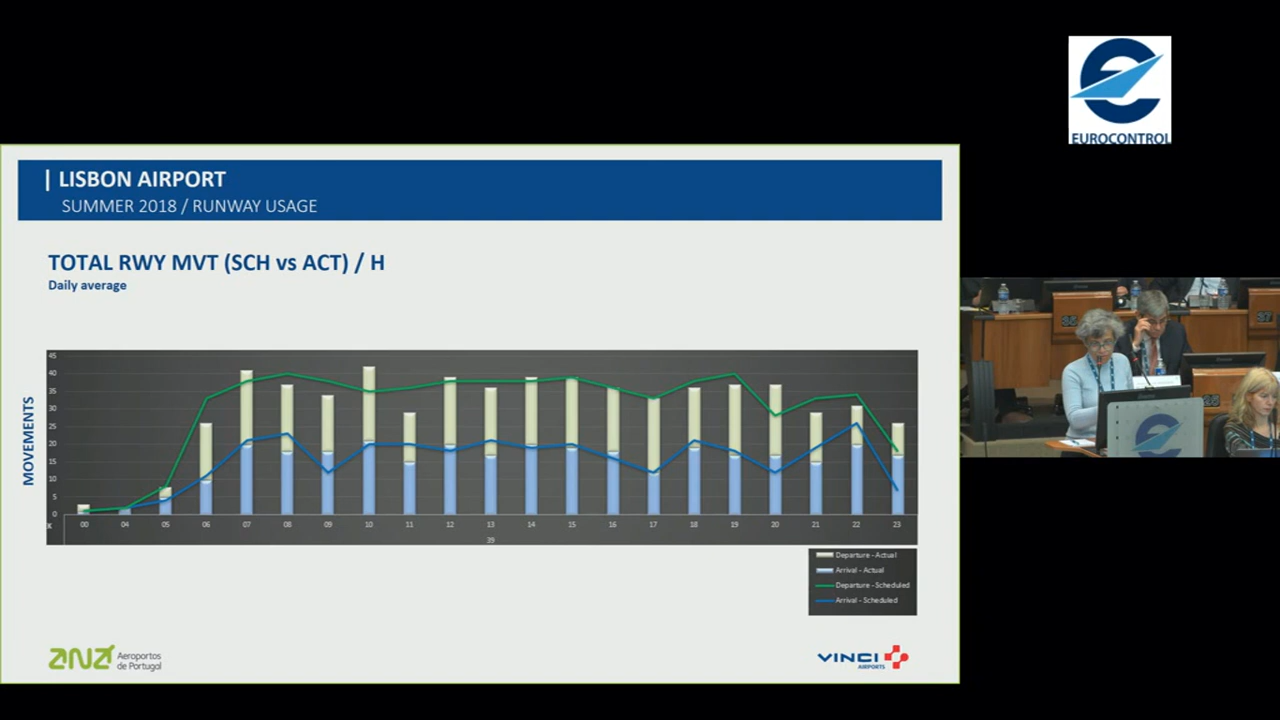 EUROCONTROL
| LISBON AIRPORT
SUMMER 2018 / RUNWAY USAGE
TOTAL RWY MVT (SCH vs ACT) / H
Daily average
MOVEMENTS
45
40
35
30
25
20
15
10
5
0
00 04 05 06 07 08 09 10 11 12 13 14 15 16 17 18 19 20 21 22 23
39
Departure - Actual
Arrival - Actual
Departure - Scheduled
Arrival - Scheduled
ana Aeroportos
de Portugal
VINCI
AIRPORTS